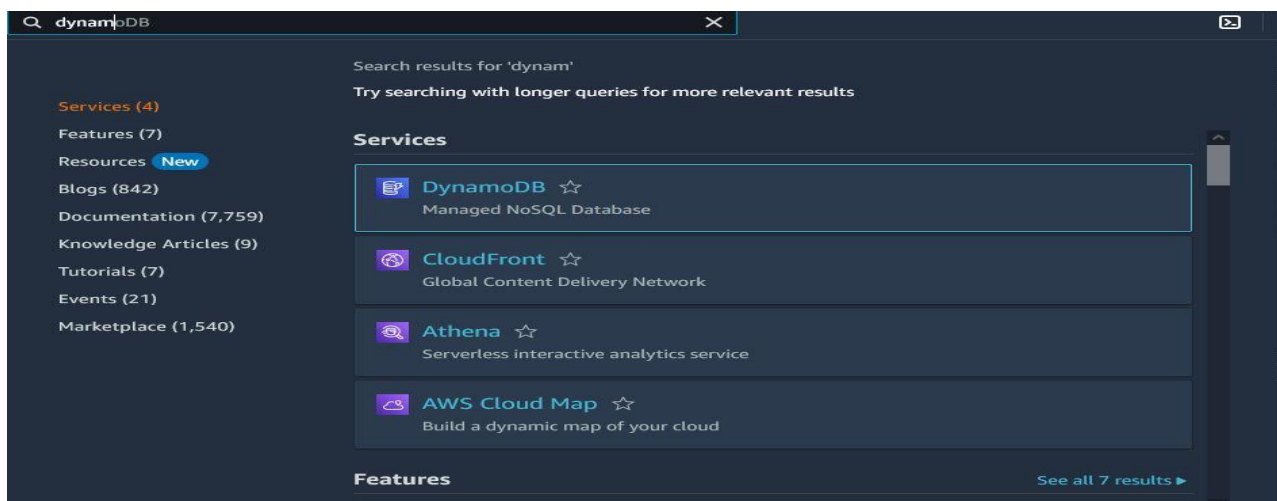 dynamoDB
Search results for 'dynam'
Try searching with longer queries for more relevant results
Services (4)
Features (7)
Resources New
Blogs (842)
Documentation (7,759)
Knowledge Articles (9)
Tutorials (7)
Events (21)
Marketplace (1,540)
Services
DynamoDB
Managed NoSQL Database
CloudFront
Global Content Delivery Network
Athena
Serverless interactive analytics service
AWS Cloud Map
Build a dynamic map of your cloud
Features
See all 7 results